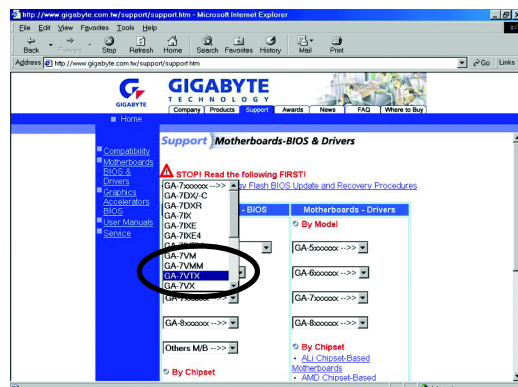 http://www.gigabyte.com.tw/support/support.htm - Microsoft Internet Explorer
File Edit View Favorites Tools Help
Back Forward Stop Refresh Home Search Favorites History Mail Print
Address http://www.gigabyte.com.tw/support/support.htm Go Links
GIGABYTE
GIGABYTE
TECHNOLOGY
Company Products Support Awards News FAQ Where to Buy
Home
Support Motherboards-BIOS & Drivers
Compatibility
Motherboards
BIOS &
Drivers
Graphics
Accelerators
BIOS
User Manuals
Service
STOP! Read the following FIRST!
Flash BIOS Update and Recovery Procedures
GA-7xxxxxx -->>
GA-7DX/-C
GA-7DXR
GA-7IX
GA-7IXE
GA-7IXE4
GA-7VM
GA-7VMM
GA-7VTX
GA-7VX
- BIOS
GA-8xxxxxx -->>
Others M/B -->>
By Chipset
Motherboards - Drivers
By Model
GA-5xxxxxx -->>
GA-6xxxxxx -->>
GA-7xxxxxx -->>
GA-8xxxxxx -->>
By Chipset
ALi Chipset-Based
Motherboards
AMD Chipset-Based